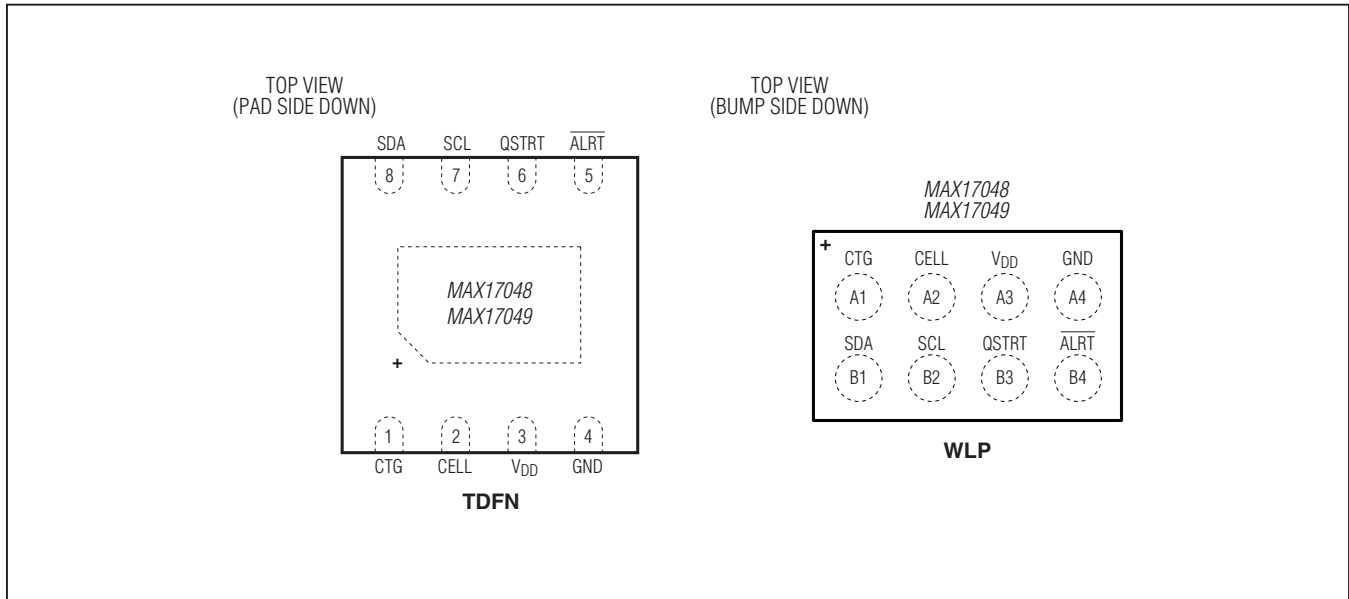 TOP VIEW
(PAD SIDE DOWN)
SDA SCL QSTRT ALRT
8 7 6 5
MAX17048
MAX17049
+
1 2 3 4
CTG CELL VDD GND
TDFN
TOP VIEW
(BUMP SIDE DOWN)
MAX17048
MAX17049
+
CTG CELL VDD GND
A1 A2 A3 A4
SDA SCL QSTRT ALRT
B1 B2 B3 B4
WLP